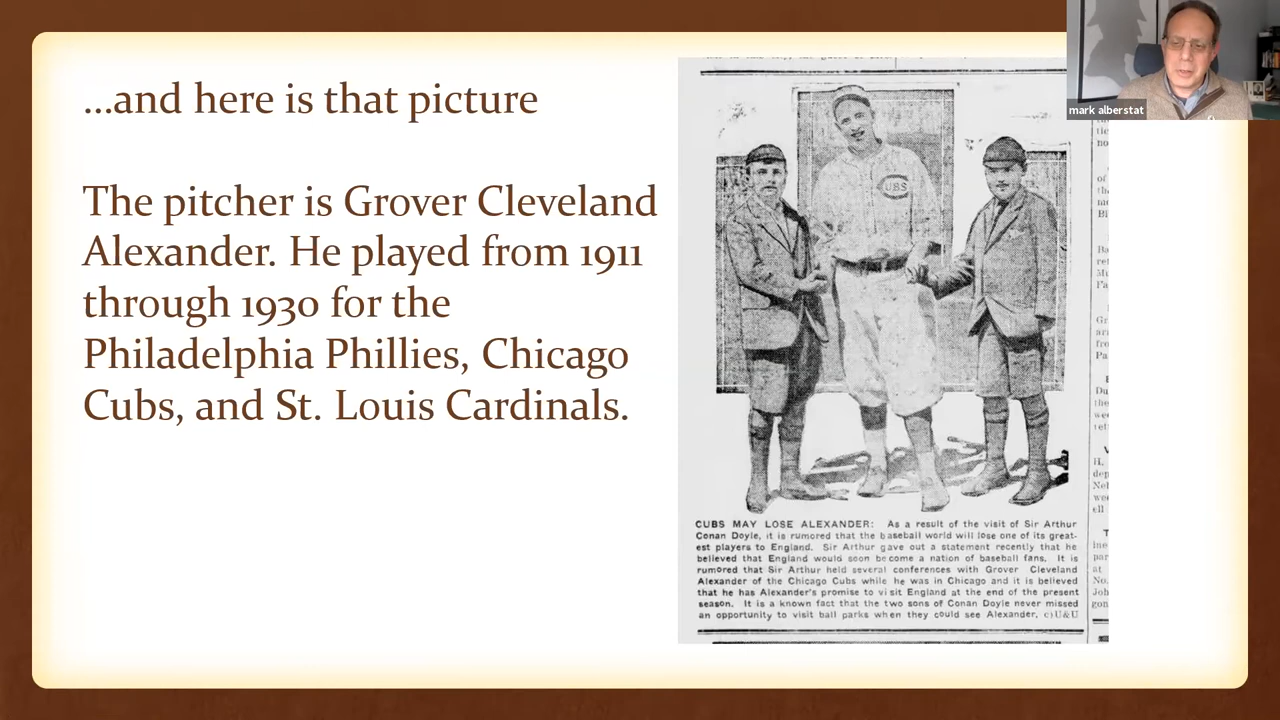 ...and here is that picture
The pitcher is Grover Cleveland
Alexander. He played from 1911
through 1930 for the
Philadelphia Phillies, Chicago
Cubs, and St. Louis Cardinals.
mark alberstat
CUBS
CUBS MAY LOSE ALEXANDER: As a result of the visit of Sir Arthur
Conan Doyle, it is rumored that the baseball world will lose one of its great-
est players to England. Sir Arthur gave out a statement recently that he
believed that England would soon become a nation of baseball fans. It is
rumored that Sir Arthur held several conferences with Grover Cleveland
Alexander of the Chicago Cubs while he was in Chicago and it is believed
that he has Alexander's promise to visit England at the end of the present
season. It is a known fact that the two sons of Conan Doyle never missed
an opportunity to visit ball parks when they could see Alexander. c)U&U